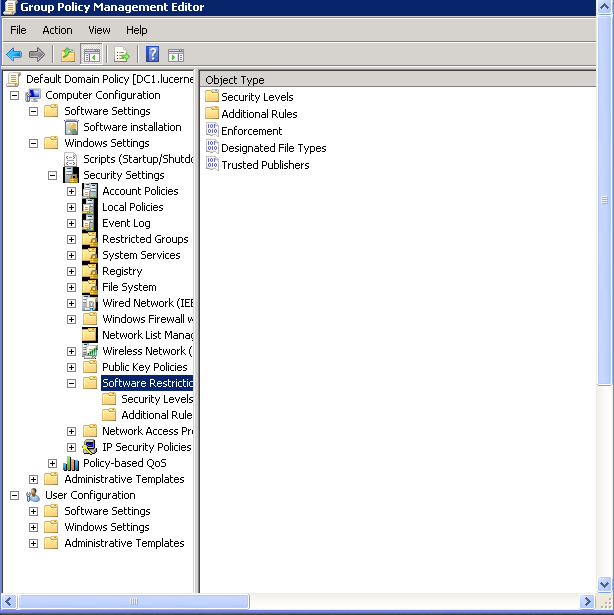 Group Policy Management Editor
File Action View Help
Default Domain Policy [DC1.lucerne
Computer Configuration
Software Settings
Software installation
Windows Settings
Scripts (Startup/Shutdo
Security Settings
Account Policies
Local Policies
Event Log
Restricted Groups
System Services
Registry
File System
Wired Network (IEE
Windows Firewall w
Network List Manag
Wireless Network (
Public Key Policies
Software Restrictio
Security Levels
Additional Rule
Network Access Pro
IP Security Policies
Policy-based QoS
Administrative Templates
User Configuration
Software Settings
Windows Settings
Administrative Templates
Object Type
Security Levels
Additional Rules
Enforcement
Designated File Types
Trusted Publishers